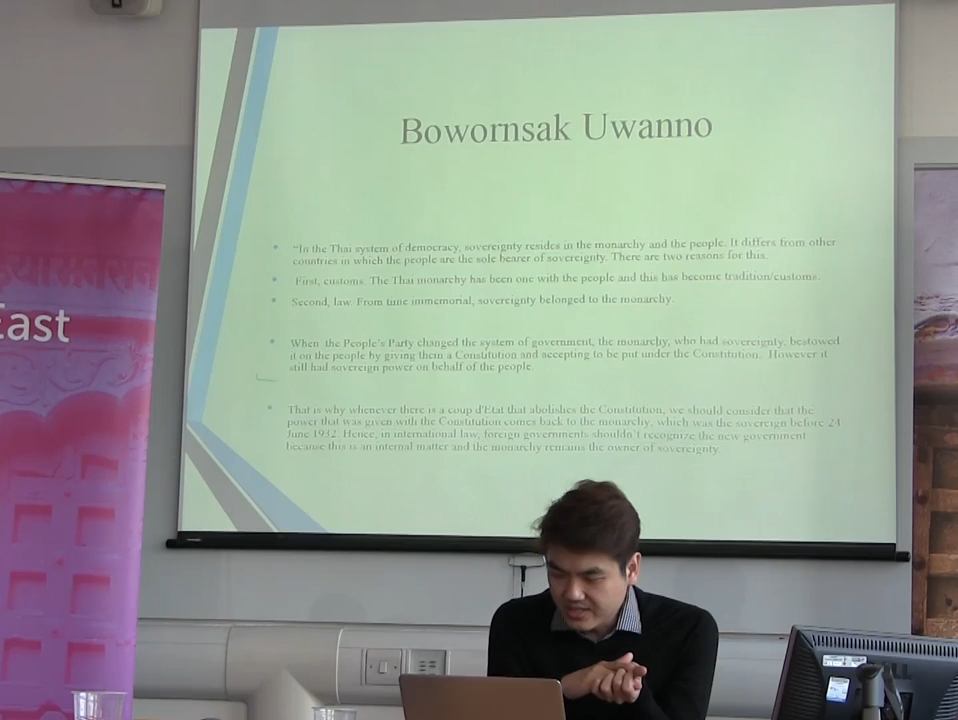 Bowornsak Uwanno
East
• "In the Thai system of democracy, sovereignty resides in the monarchy and the people. It differs from other
countries in which the people are the sole bearer of sovereignty. There are two reasons for this.
• First, customs. The Thai monarchy has been one with the people and this has become tradition/customs.
• Second, law. From time immemorial, sovereignty belonged to the monarchy.
• When the People's Party changed the system of government, the monarchy, who had sovereignty, bestowed
it on the people by giving them a Constitution and accepting to be put under the Constitution. However it
still had sovereign power on behalf of the people.
• That is why whenever there is a coup d'Etat that abolishes the Constitution, we should consider that the
power that was given with the Constitution comes back to the monarchy, which was the sovereign before 24
June 1932. Hence, in international law, foreign governments shouldn't recognize the new government
because this is an internal matter and the monarchy remains the owner of sovereignty.
DELL